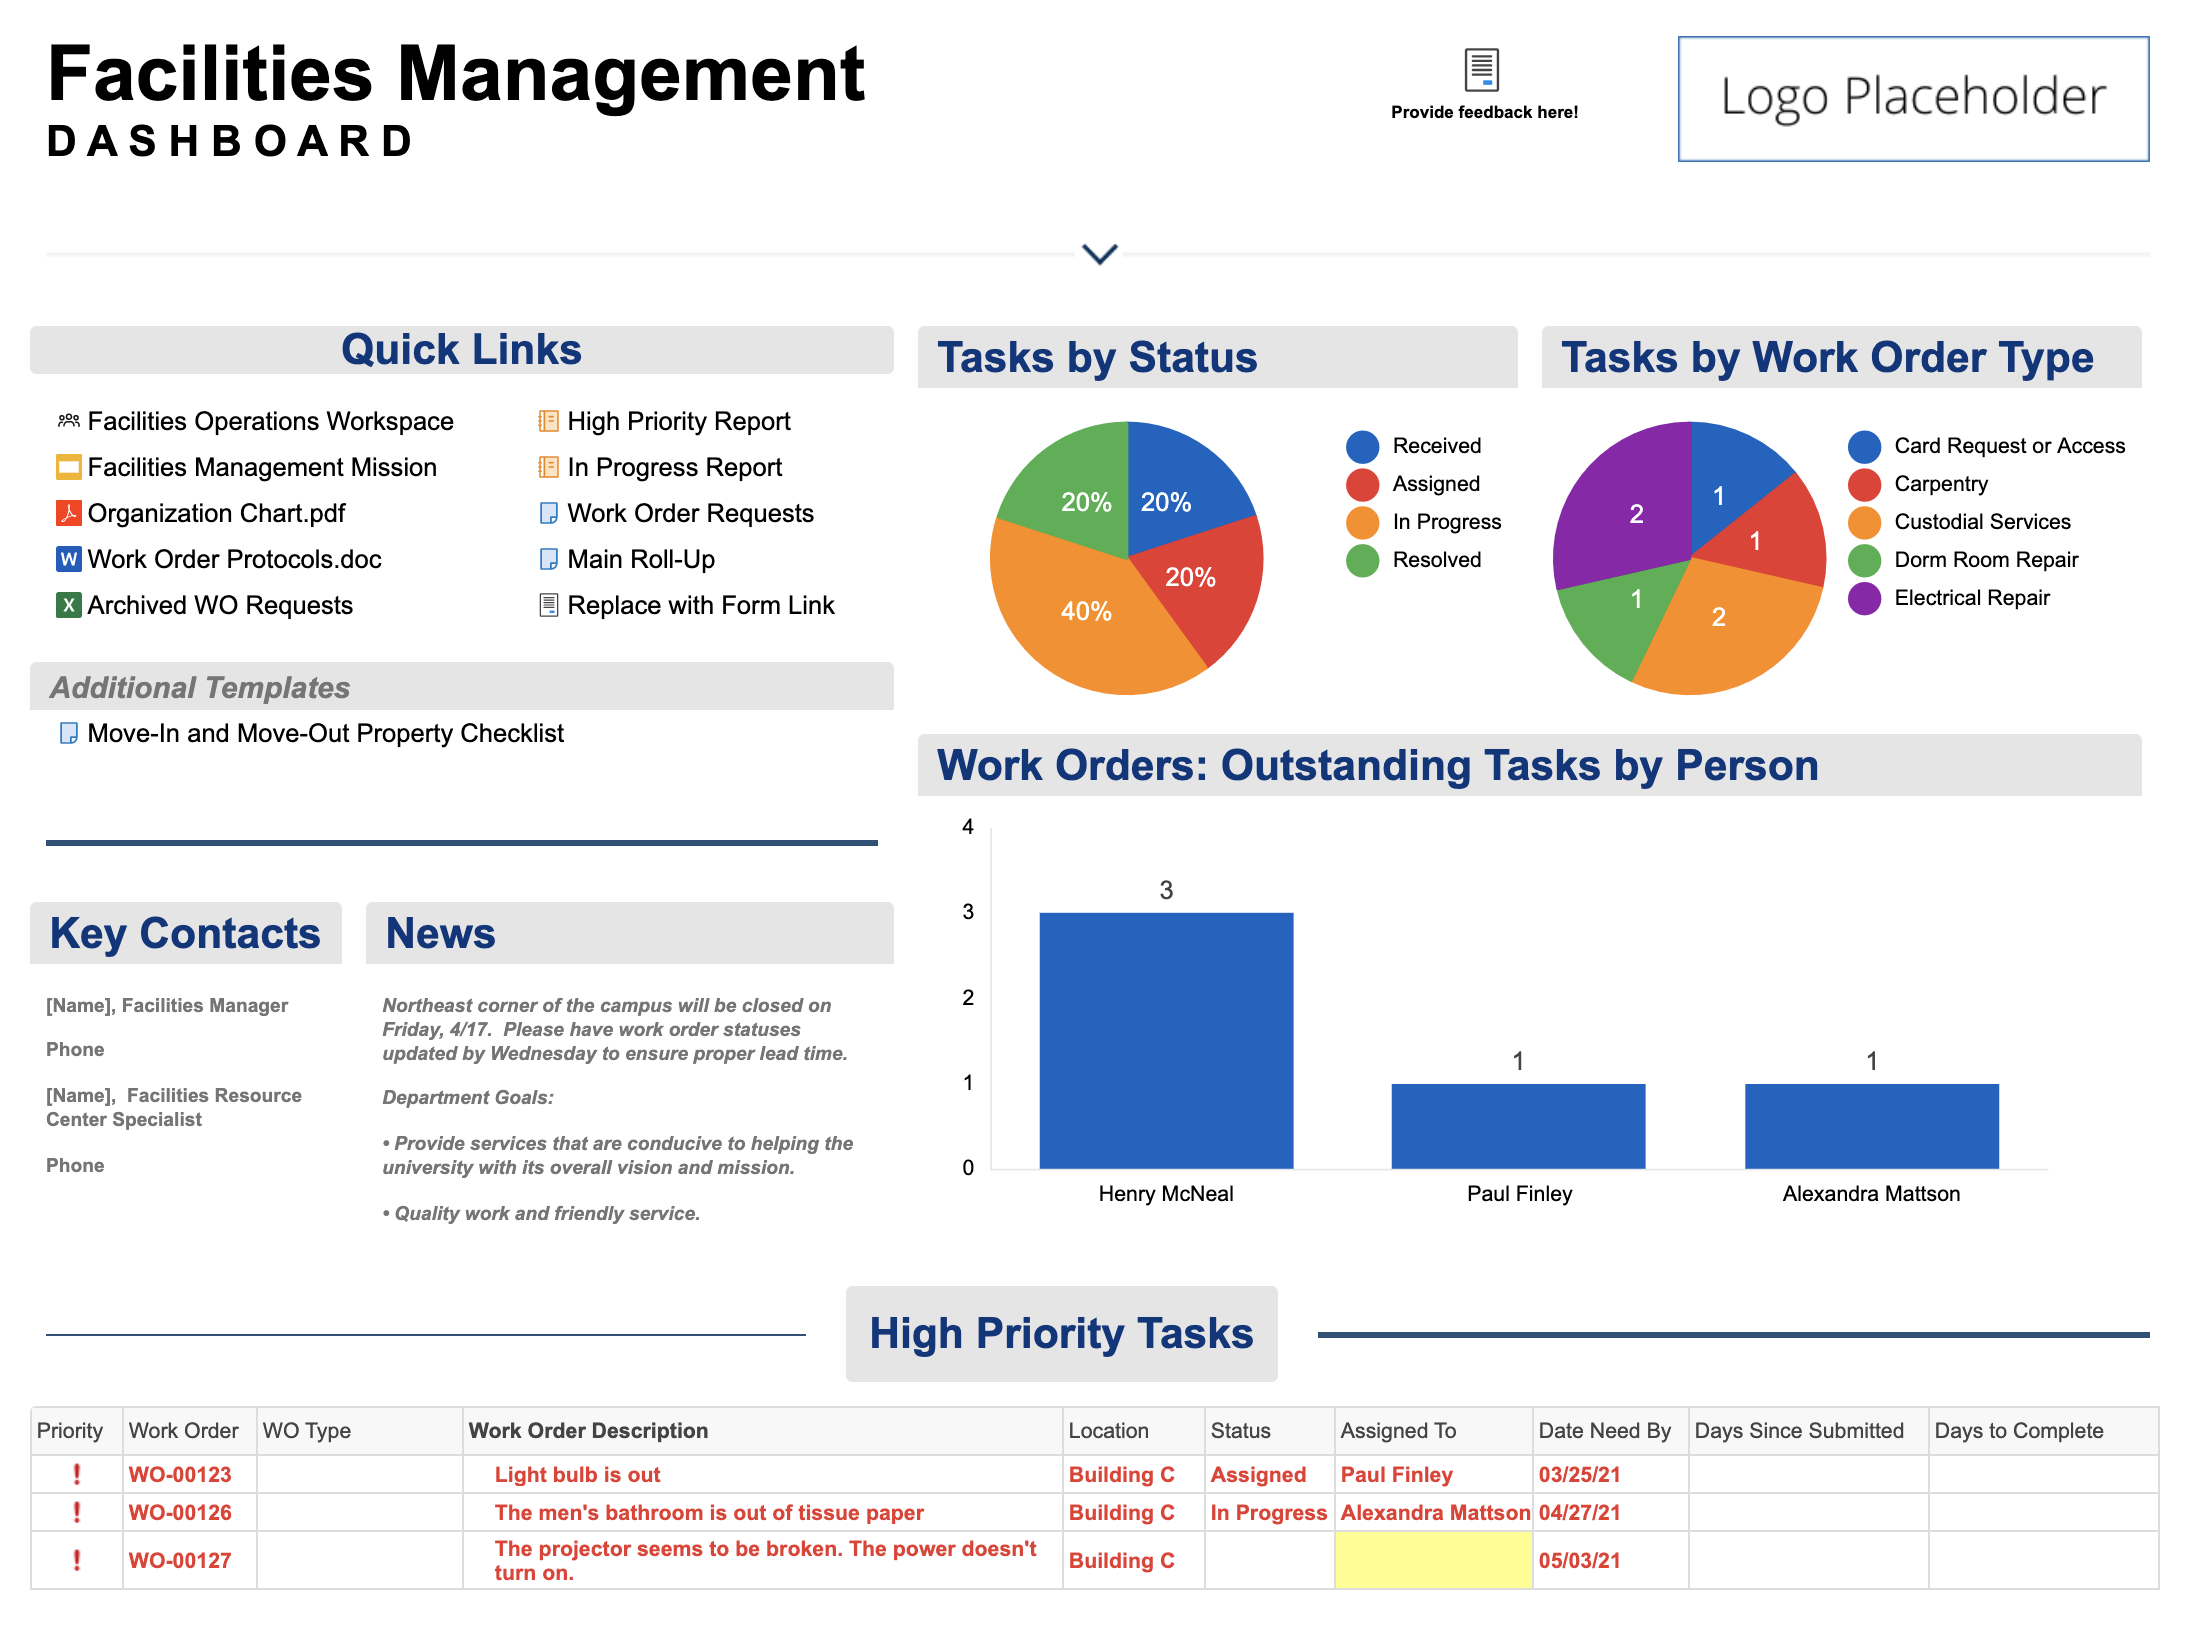 Facilities Management
DASHBOARD
Provide feedback here!
Logo Placeholder
Quick Links
Facilities Operations Workspace
Facilities Management Mission
Organization Chart.pdf
W Work Order Protocols.doc
X Archived WO Requests
High Priority Report
In Progress Report
Work Order Requests
Main Roll-Up
Replace with Form Link
Additional Templates
Move-In and Move-Out Property Checklist
Tasks by Status
20%
20%
20%
40%
Received
Assigned
In Progress
Resolved
Tasks by Work Order Type
1
2
1
1
2
Card Request or Access
Carpentry
Custodial Services
Dorm Room Repair
Electrical Repair
Key Contacts
[Name], Facilities Manager
Phone
[Name],  Facilities Resource
Center Specialist
Phone
News
Northeast corner of the campus will be closed on
Friday, 4/17.  Please have work order statuses
updated by Wednesday to ensure proper lead time.
Department Goals:
• Provide services that are conducive to helping the
university with its overall vision and mission.
• Quality work and friendly service.
Work Orders: Outstanding Tasks by Person
4
3
2
1
0
3
1
1
Henry McNeal Paul Finley Alexandra Mattson
High Priority Tasks
Priority Work Order WO Type Work Order Description Location Status Assigned To Date Need By Days Since Submitted Days to Complete
! WO-00123 Light bulb is out Building C Assigned Paul Finley 03/25/21
! WO-00126 The men's bathroom is out of tissue paper Building C In Progress Alexandra Mattson 04/27/21
! WO-00127 The projector seems to be broken. The power doesn't Building C 05/03/21
turn on.